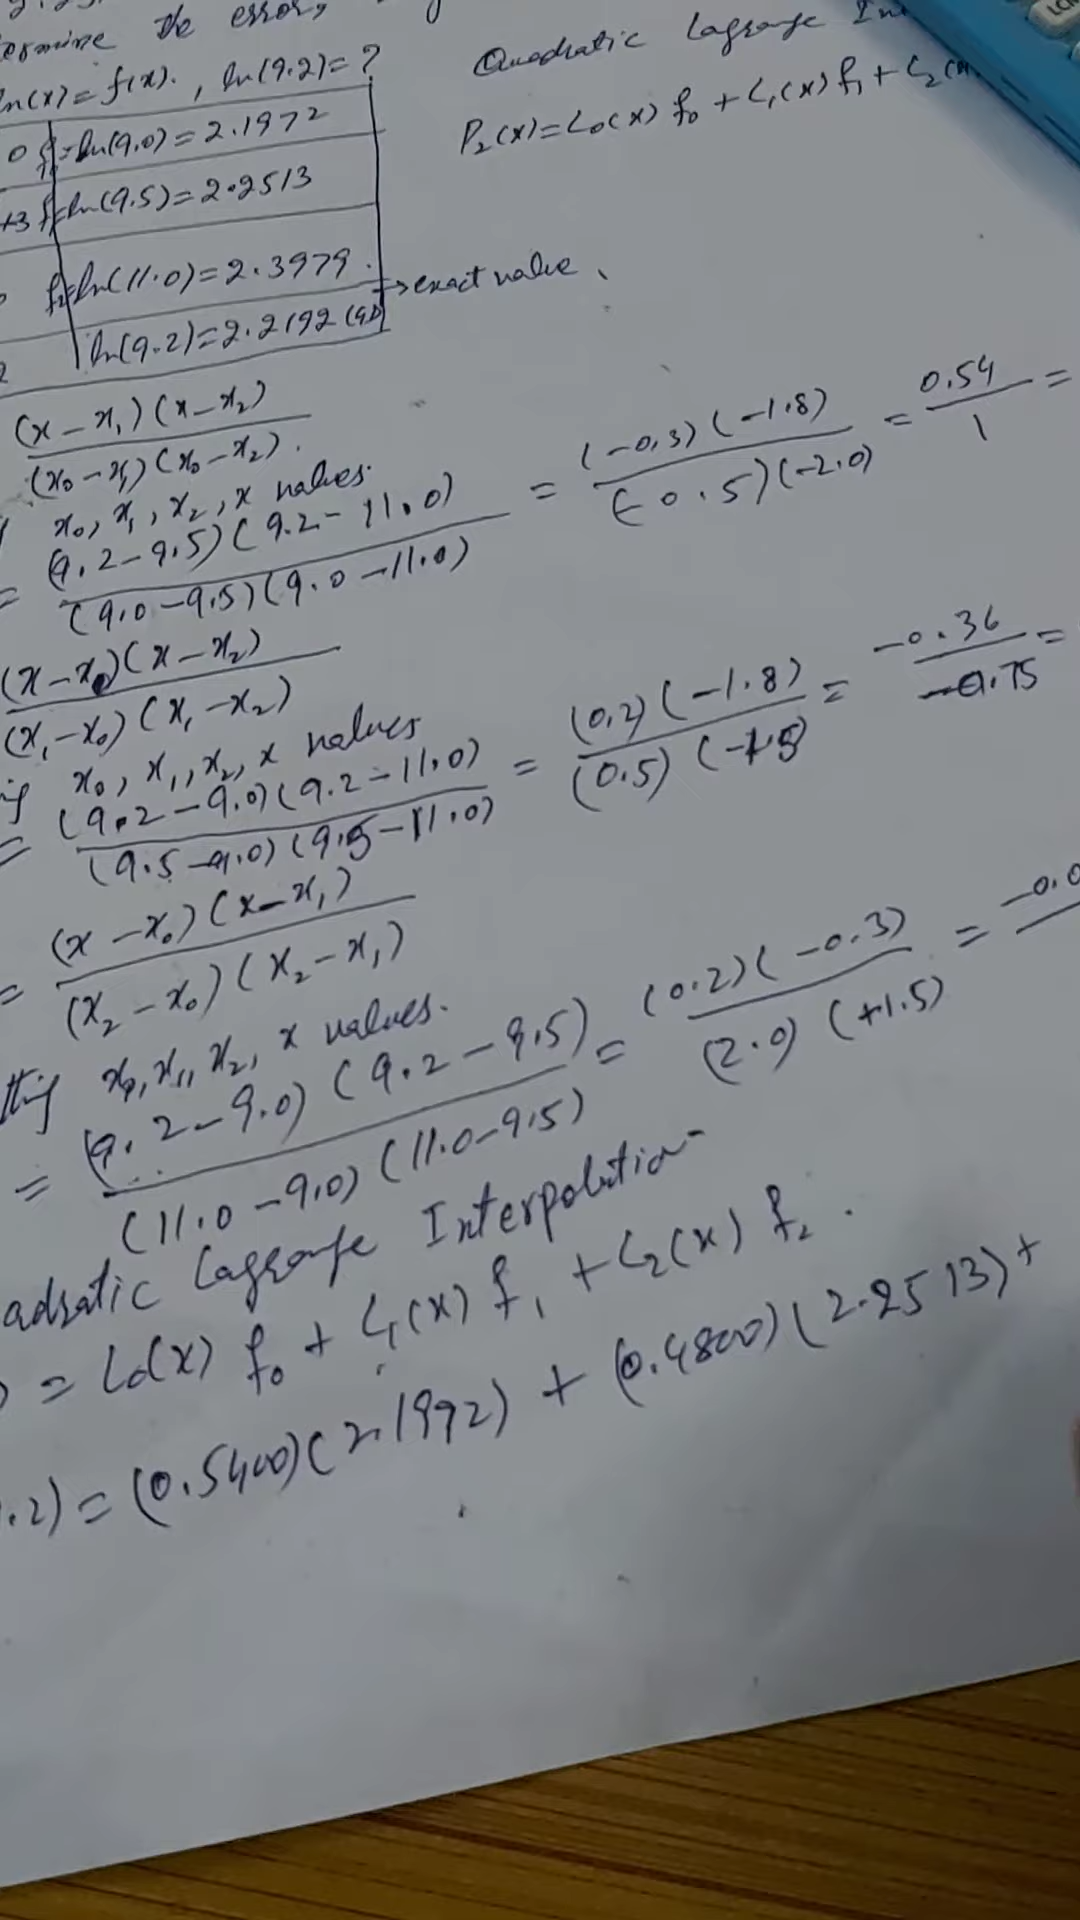 the error,
ln(x) = f(x). , ln(9.2) = ?
Quadratic Lagrange
P₂(x) = L₀(x) f₀ + L₁(x) f₁ + L₂(x)
0 f₀ = ln(9.0) = 2.1972
f₁ = ln(9.5) = 2.2513
f₂ = ln(11.0) = 2.3979
ln(9.2) = 2.2192 (4D) → exact value
(x - x₁)(x - x₂) / (x₀ - x₁)(x₀ - x₂).
x₀, x₁, x₂, x values.
= (9.2 - 9.5)(9.2 - 11.0) / (9.0 - 9.5)(9.0 - 11.0) = (-0.3)(-1.8) / (-0.5)(-2.0) = 0.54 / 1 =
(x - x₀)(x - x₂) / (x₁ - x₀)(x₁ - x₂)
x₀, x₁, x₂, x values
= (9.2 - 9.0)(9.2 - 11.0) / (9.5 - 9.0)(9.5 - 11.0) = (0.2)(-1.8) / (0.5)(-1.5) = -0.36 / -0.75 =
= (x - x₀)(x - x₁) / (x₂ - x₀)(x₂ - x₁)
tting x₀, x₁, x₂, x values.
= (9.2 - 9.0)(9.2 - 9.5) / (11.0 - 9.0)(11.0 - 9.5) = (0.2)(-0.3) / (2.0)(+1.5) = -0.0
adratic Lagrange Interpolation
) = L₀(x) f₀ + L₁(x) f₁ + L₂(x) f₂.
.2) = (0.5400)(2.1972) + (0.4800)(2.2513) +